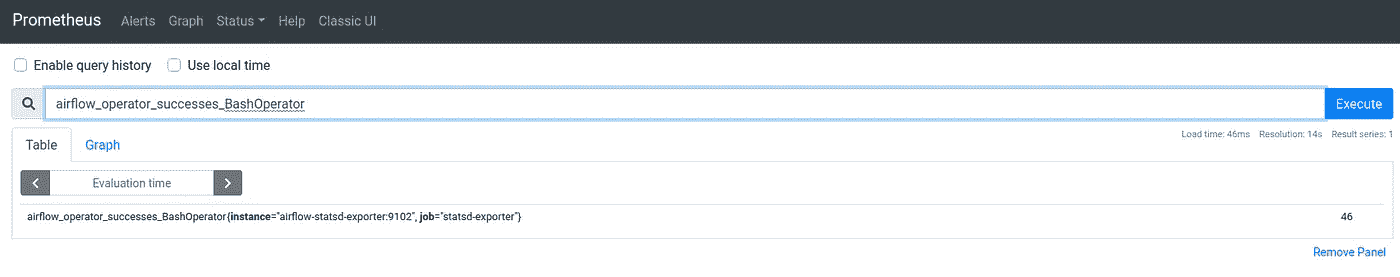 Prometheus Alerts Graph Status Help Classic UI
Enable query history Use local time
airflow_operator_successes_BashOperator Execute
Load time: 46ms Resolution: 14s Result series: 1
Table Graph
Evaluation time
airflow_operator_successes_BashOperator{instance="airflow-statsd-exporter:9102", job="statsd-exporter"} 46
Remove Panel